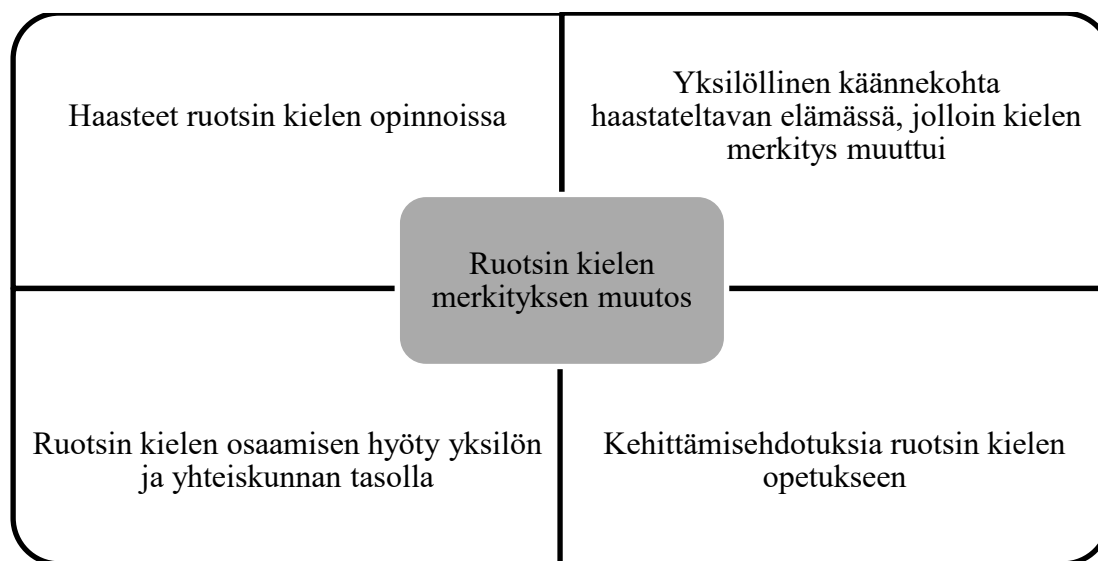 Haasteet ruotsin kielen opinnoissa
Yksilöllinen käännekohta
haastateltavan elämässä, jolloin kielen
merkitys muuttui
Ruotsin kielen
merkityksen muutos
Ruotsin kielen osaamisen hyöty yksilön
ja yhteiskunnan tasolla
Kehittämisehdotuksia ruotsin kielen
opetukseen